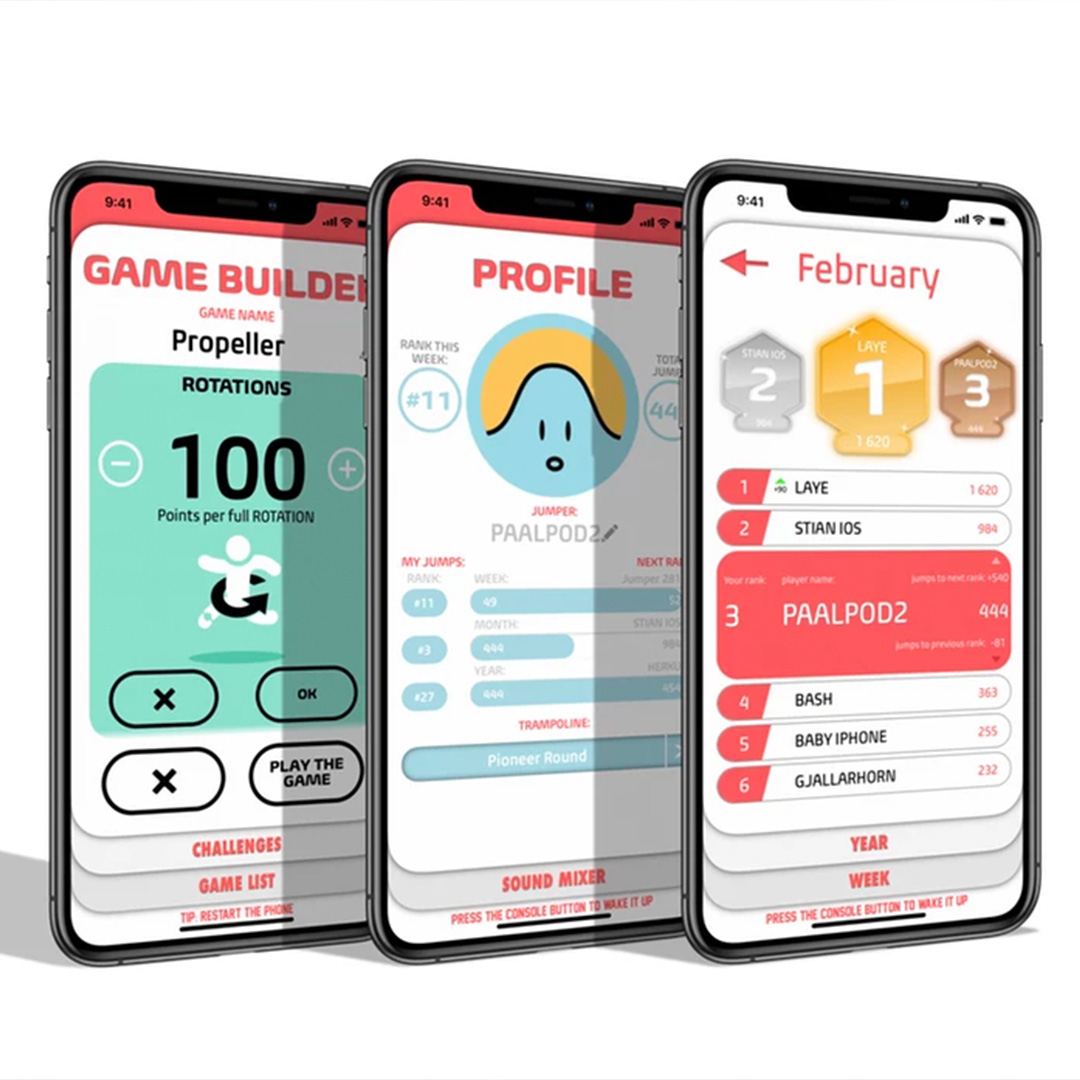 9:41
GAME BUILDE
GAME NAME
Propeller
ROTATIONS
100
Points per full ROTATION
OK
PLAY THE
GAME
CHALLENGES
GAME LIST
TIP: RESTART THE PHONE
9:41
PROFILE
RANK THIS
WEEK:
#11
TOTA
JUMP
44
JUMPER:
PAALPOD2
MY JUMPS:
NEXT RAN
RANK:
WEEK:
Jumper 281
#11
49
52
MONTH:
STIAN IOS
#3
444
984
YEAR:
HERKU
#27
444
454
TRAMPOLINE:
Pioneer Round
SOUND MIXER
PRESS THE CONSOLE BUTTON TO WAKE IT UP
9:41
February
STIAN IOS
2
984
LAYE
1
1 620
PAALPOD2
3
444
1 +90 LAYE 1 620
2 STIAN IOS 984
Your rank: player name: jumps to next rank: +540
3 PAALPOD2 444
jumps to previous rank: -81
4 BASH 363
5 BABY IPHONE 255
6 GJALLARHORN 232
YEAR
WEEK
PRESS THE CONSOLE BUTTON TO WAKE IT UP